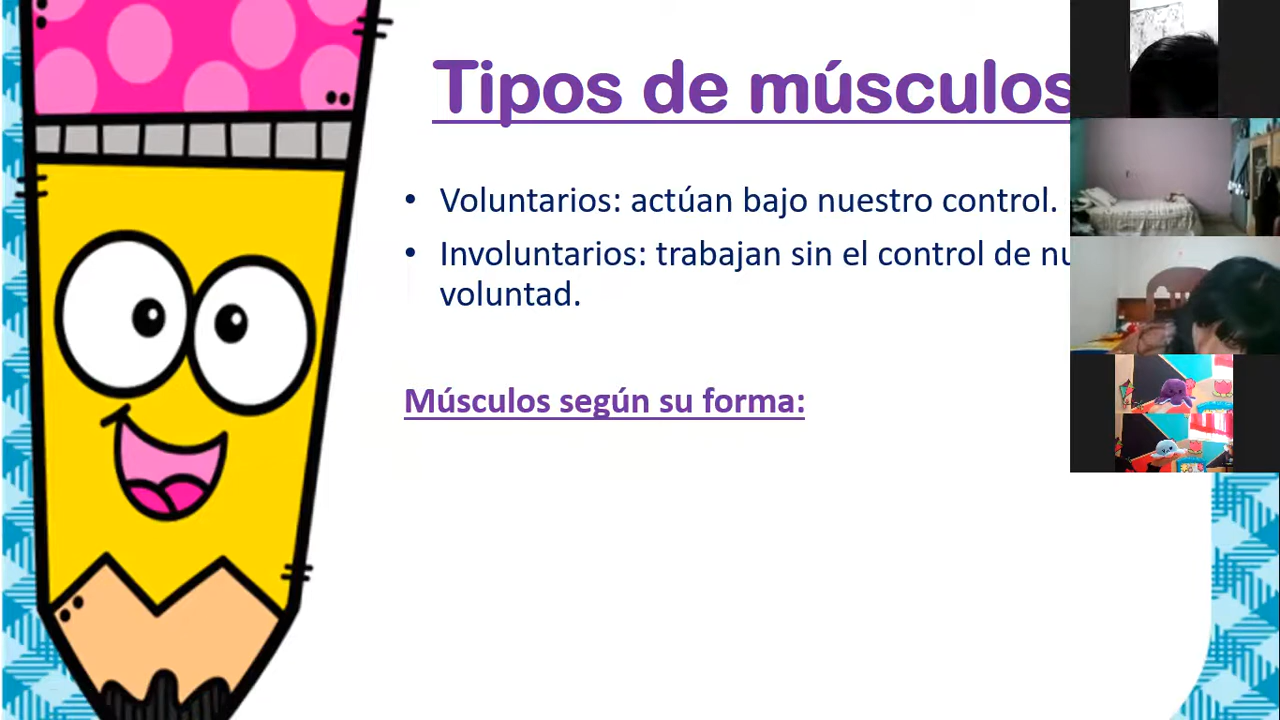 Tipos de músculos
• Voluntarios: actúan bajo nuestro control.
• Involuntarios: trabajan sin el control de
voluntad.
Músculos según su forma: